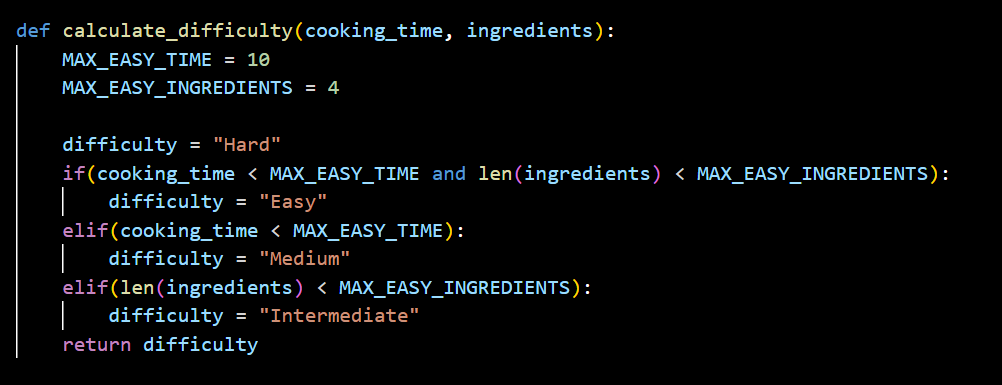 def calculate_difficulty(cooking_time, ingredients):
    MAX_EASY_TIME = 10
    MAX_EASY_INGREDIENTS = 4

    difficulty = "Hard"
    if(cooking_time < MAX_EASY_TIME and len(ingredients) < MAX_EASY_INGREDIENTS):
        difficulty = "Easy"
    elif(cooking_time < MAX_EASY_TIME):
        difficulty = "Medium"
    elif(len(ingredients) < MAX_EASY_INGREDIENTS):
        difficulty = "Intermediate"
    return difficulty